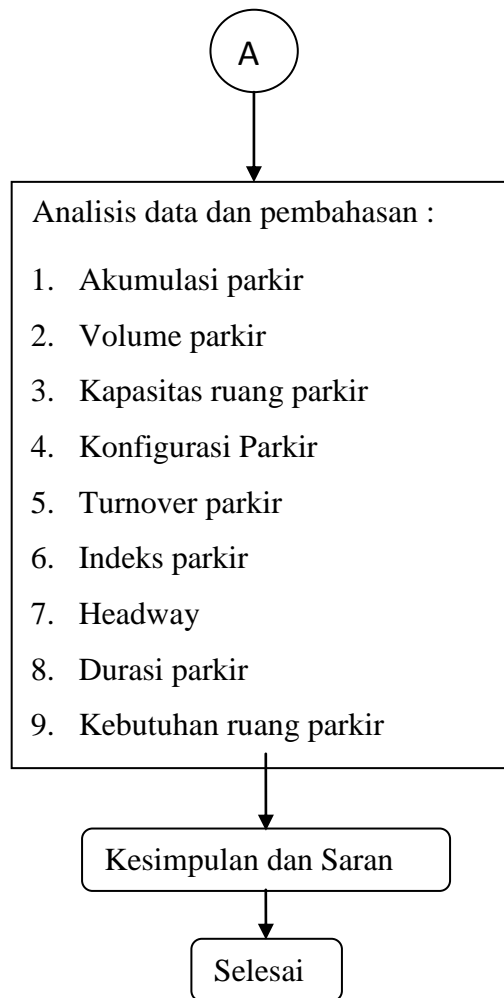 A
Analisis data dan pembahasan :
1. Akumulasi parkir
2. Volume parkir
3. Kapasitas ruang parkir
4. Konfigurasi Parkir
5. Turnover parkir
6. Indeks parkir
7. Headway
8. Durasi parkir
9. Kebutuhan ruang parkir
Kesimpulan dan Saran
Selesai